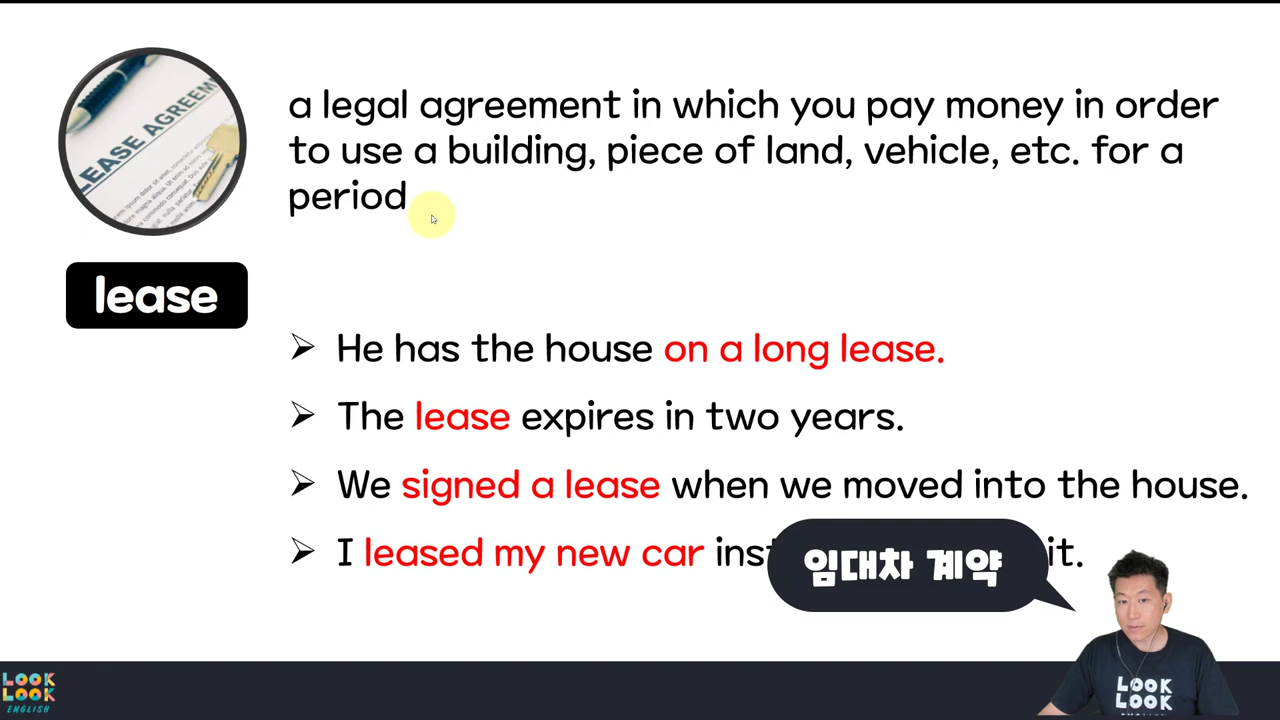 LEASE AGREEM
a legal agreement in which you pay money in order
to use a building, piece of land, vehicle, etc. for a
period
lease
➢ He has the house on a long lease.
➢ The lease expires in two years.
➢ We signed a lease when we moved into the house.
➢ I leased my new car it.
임대차 계약
LOOK
LOOK
ENGLISH
LOOK
LOOK